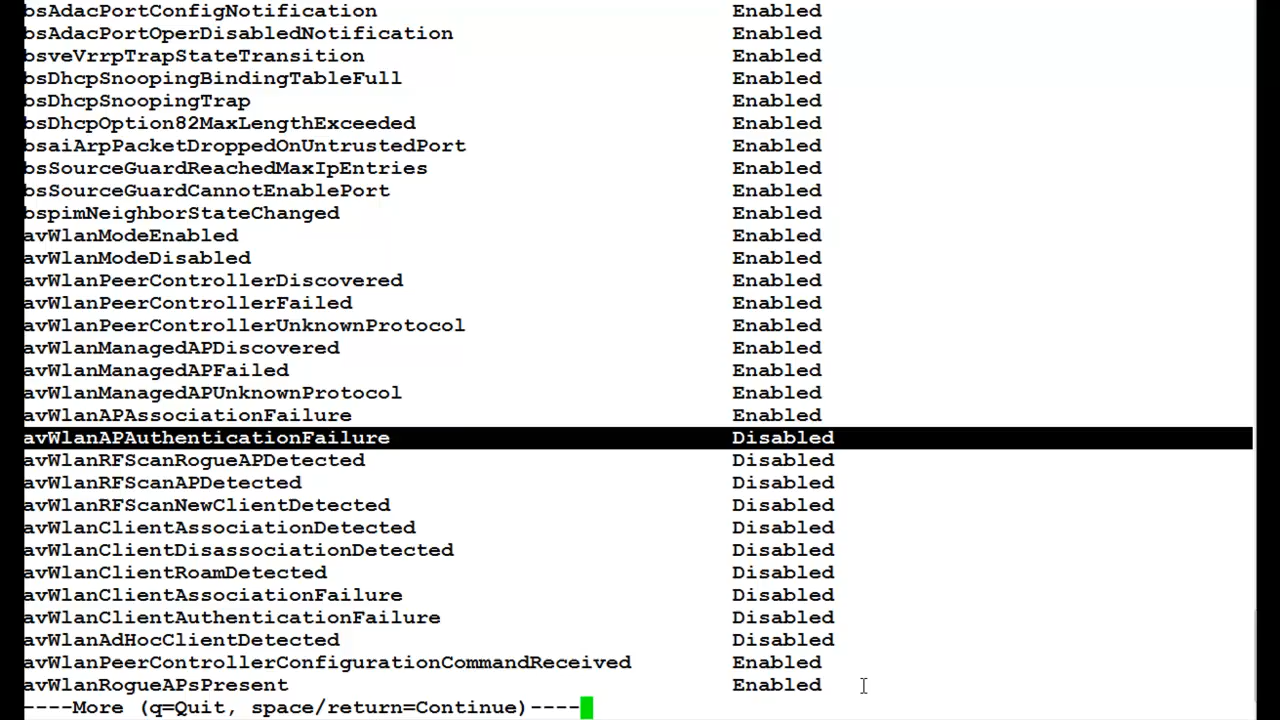 bsAdacPortConfigNotification Enabled
bsAdacPortOperDisabledNotification Enabled
bsveVrrpTrapStateTransition Enabled
bsDhcpSnoopingBindingTableFull Enabled
bsDhcpSnoopingTrap Enabled
bsDhcpOption82MaxLengthExceeded Enabled
bsaiArpPacketDroppedOnUntrustedPort Enabled
bsSourceGuardReachedMaxIpEntries Enabled
bsSourceGuardCannotEnablePort Enabled
bspimNeighborStateChanged Enabled
avWlanModeEnabled Enabled
avWlanModeDisabled Enabled
avWlanPeerControllerDiscovered Enabled
avWlanPeerControllerFailed Enabled
avWlanPeerControllerUnknownProtocol Enabled
avWlanManagedAPDiscovered Enabled
avWlanManagedAPFailed Enabled
avWlanManagedAPUnknownProtocol Enabled
avWlanAPAssociationFailure Enabled
avWlanAPAuthenticationFailure Disabled
avWlanRFScanRogueAPDetected Disabled
avWlanRFScanAPDetected Disabled
avWlanRFScanNewClientDetected Disabled
avWlanClientAssociationDetected Disabled
avWlanClientDisassociationDetected Disabled
avWlanClientRoamDetected Disabled
avWlanClientAssociationFailure Disabled
avWlanClientAuthenticationFailure Disabled
avWlanAdHocClientDetected Disabled
avWlanPeerControllerConfigurationCommandReceived Enabled
avWlanRogueAPsPresent Enabled
----More (q=Quit, space/return=Continue)----